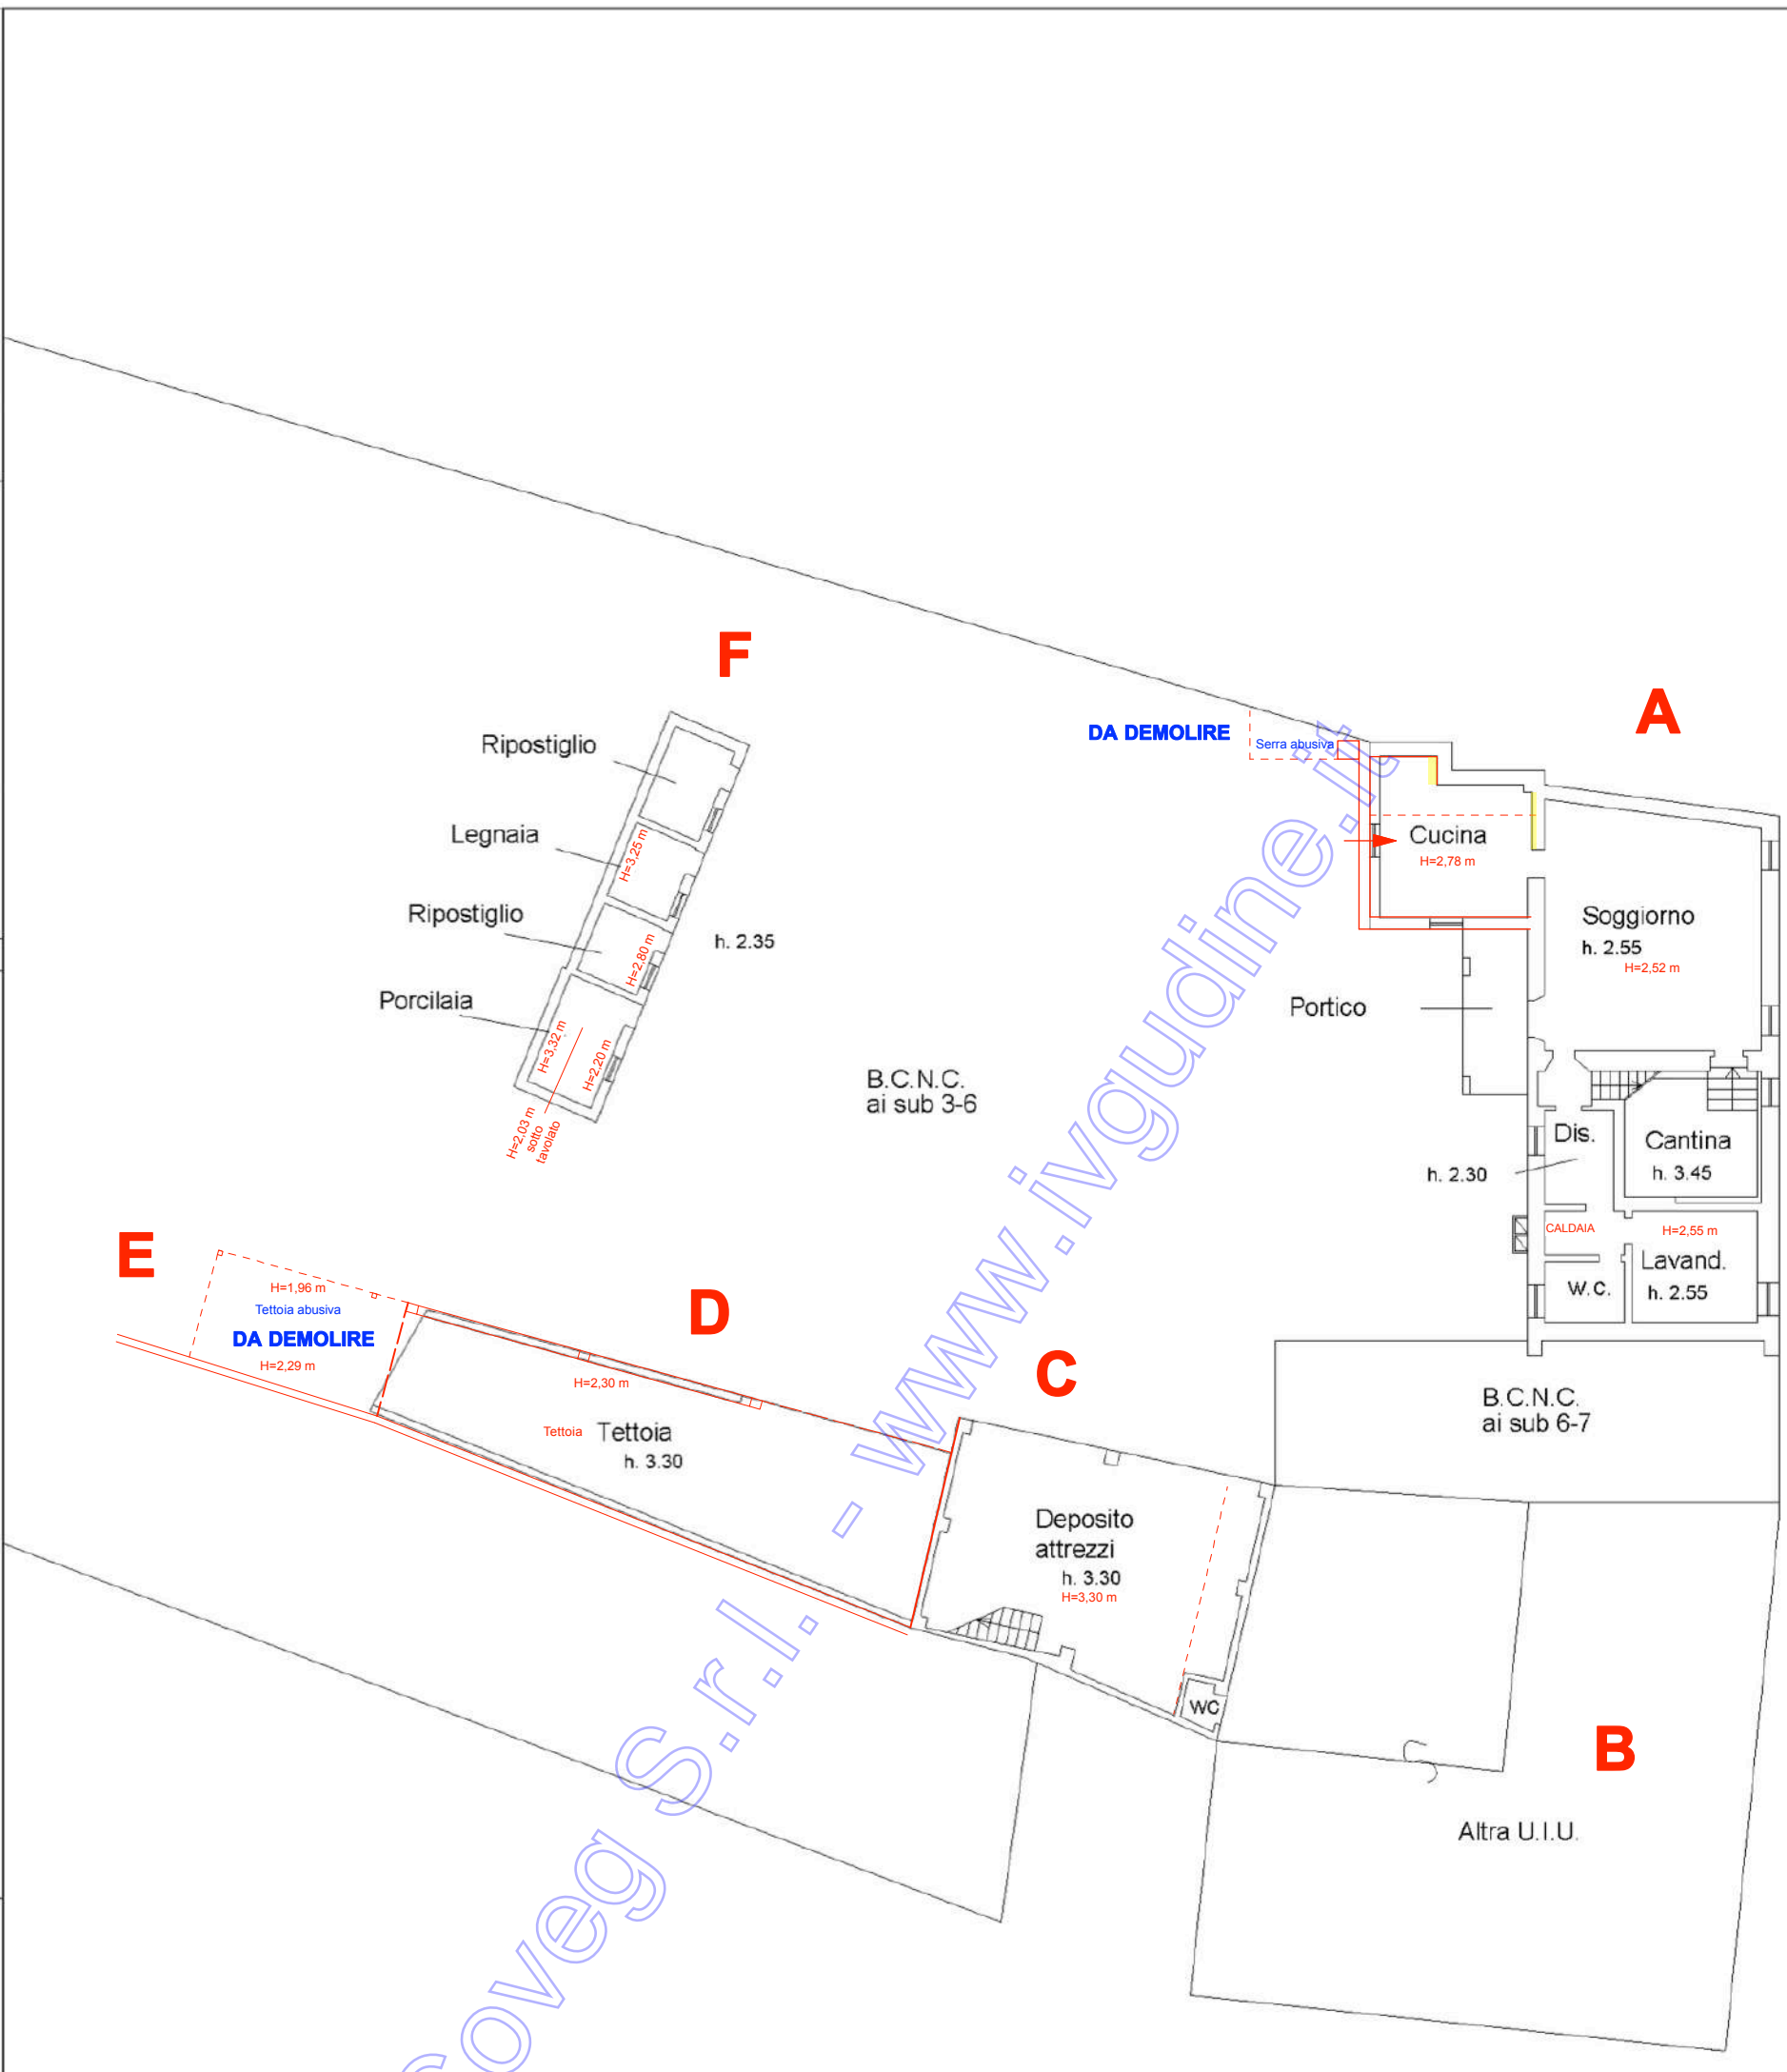 F
A
Ripostiglio
DA DEMOLIRE
Serra abusiva
Legnaia
H=3,25 m
Cucina
H=2,78 m
Ripostiglio
H=2,80 m
h. 2.35
Soggiorno
h. 2.55
H=2,52 m
Porcilaia
H=3,32 m
H=2,20 m
H=2,03 m
sotto
tavolato
Portico
B.C.N.C.
ai sub 3-6
Dis.
h. 2.30
Cantina
h. 3.45
CALDAIA
H=2,55 m
Lavand.
h. 2.55
W.C.
E
H=1,96 m
Tettoia abusiva
DA DEMOLIRE
H=2,29 m
D
H=2,30 m
Tettoia
Tettoia
h. 3.30
C
B.C.N.C.
ai sub 6-7
Deposito
attrezzi
h. 3.30
H=3,30 m
WC
B
Altra U.I.U.
Coveg S.r.l. - www.ivgudine.it